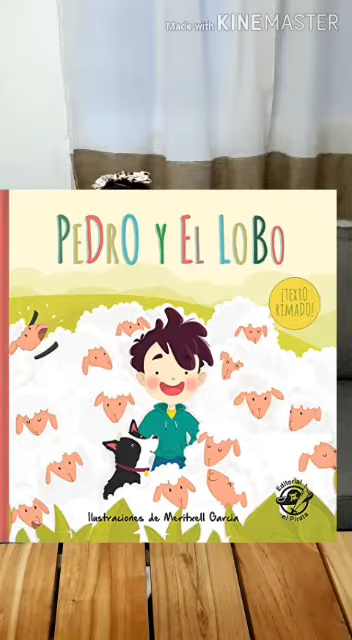 Made with KINEMASTER
PEDRO Y EL LOBO
¡TEXTO
RIMADO!
Ilustraciones de Meritxell García
Editorial
el Pirata